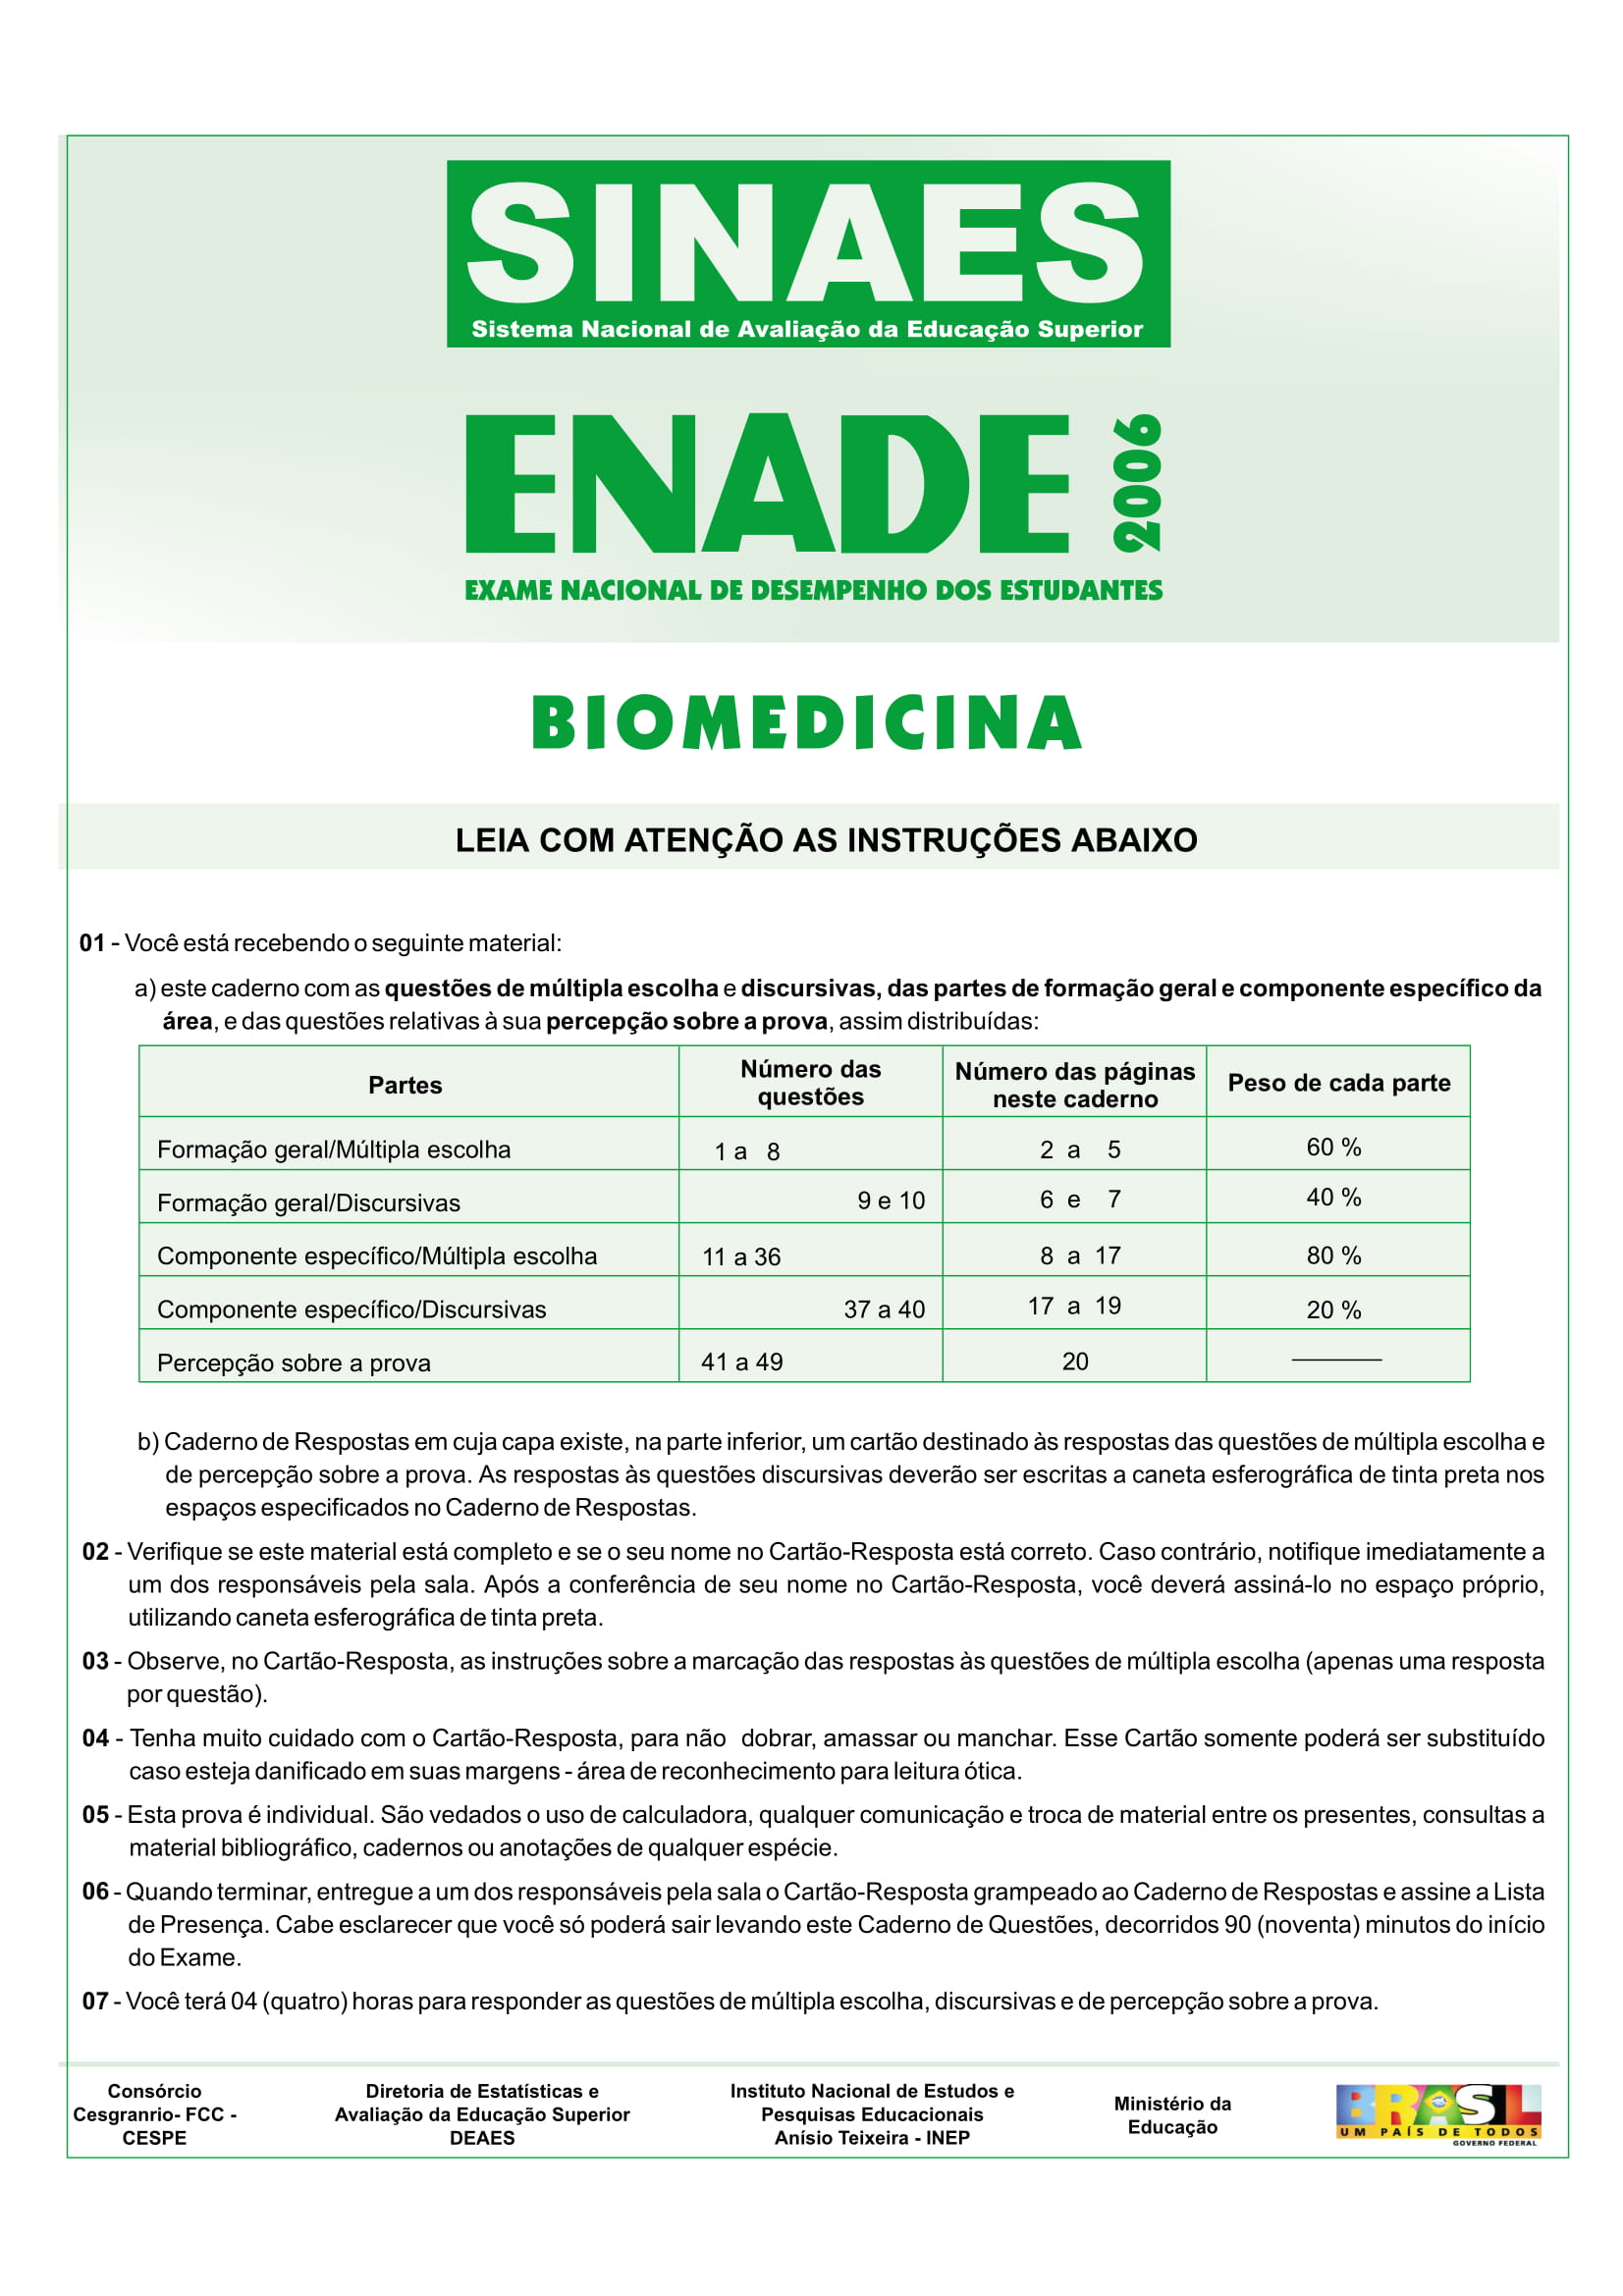 SINAES
Sistema Nacional de Avaliação da Educação Superior
ENADE 2006
EXAME NACIONAL DE DESEMPENHO DOS ESTUDANTES
BIOMEDICINA
LEIA COM ATENÇÃO AS INSTRUÇÕES ABAIXO
01 - Você está recebendo o seguinte material:
a) este caderno com as questões de múltipla escolha e discursivas, das partes de formação geral e componente específico da
área, e das questões relativas à sua percepção sobre a prova, assim distribuídas:
Partes Número das questões Número das páginas neste caderno Peso de cada parte
Formação geral/Múltipla escolha 1 a 8 2 a 5 60 %
Formação geral/Discursivas 9 e 10 6 e 7 40 %
Componente específico/Múltipla escolha 11 a 36 8 a 17 80 %
Componente específico/Discursivas 37 a 40 17 a 19 20 %
Percepção sobre a prova 41 a 49 20
b) Caderno de Respostas em cuja capa existe, na parte inferior, um cartão destinado às respostas das questões de múltipla escolha e
de percepção sobre a prova. As respostas às questões discursivas deverão ser escritas a caneta esferográfica de tinta preta nos
espaços especificados no Caderno de Respostas.
02 - Verifique se este material está completo e se o seu nome no Cartão-Resposta está correto. Caso contrário, notifique imediatamente a
um dos responsáveis pela sala. Após a conferência de seu nome no Cartão-Resposta, você deverá assiná-lo no espaço próprio,
utilizando caneta esferográfica de tinta preta.
03 - Observe, no Cartão-Resposta, as instruções sobre a marcação das respostas às questões de múltipla escolha (apenas uma resposta
por questão).
04 - Tenha muito cuidado com o Cartão-Resposta, para não dobrar, amassar ou manchar. Esse Cartão somente poderá ser substituído
caso esteja danificado em suas margens - área de reconhecimento para leitura ótica.
05 - Esta prova é individual. São vedados o uso de calculadora, qualquer comunicação e troca de material entre os presentes, consultas a
material bibliográfico, cadernos ou anotações de qualquer espécie.
06 - Quando terminar, entregue a um dos responsáveis pela sala o Cartão-Resposta grampeado ao Caderno de Respostas e assine a Lista
de Presença. Cabe esclarecer que você só poderá sair levando este Caderno de Questões, decorridos 90 (noventa) minutos do início
do Exame.
07 - Você terá 04 (quatro) horas para responder as questões de múltipla escolha, discursivas e de percepção sobre a prova.
Consórcio
Cesgranrio- FCC -
CESPE
Diretoria de Estatísticas e
Avaliação da Educação Superior
DEAES
Instituto Nacional de Estudos e
Pesquisas Educacionais
Anísio Teixeira - INEP
Ministério da
Educação
BRASIL
UM PAÍS DE TODOS
GOVERNO FEDERAL